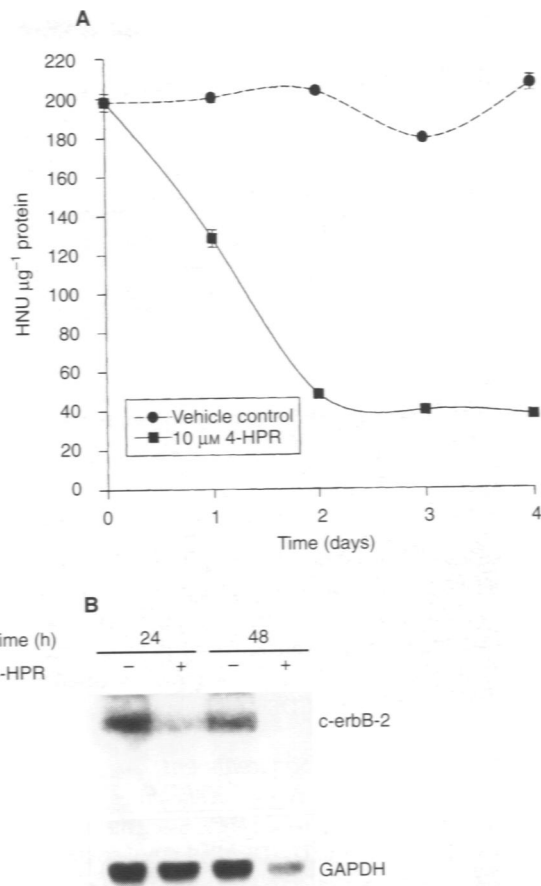 A
220
200
180
160
140
120
100
80
60
40
20
0
HNU μg⁻¹ protein
Vehicle control
10 μM 4-HPR
0 1 2 3 4
Time (days)
B
ime (h) 24 48
-HPR − + − +
c-erbB-2
GAPDH